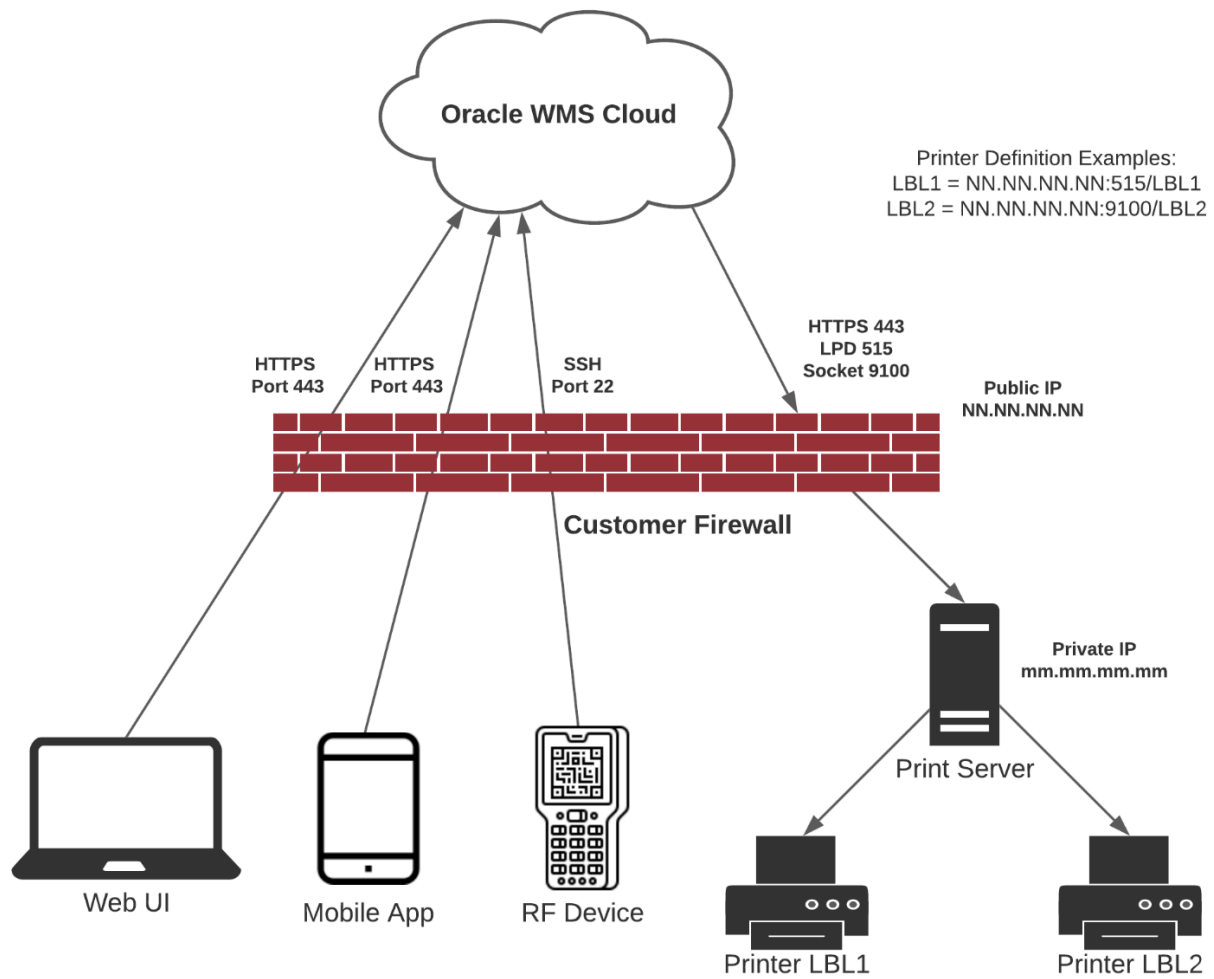 Oracle WMS Cloud
Printer Definition Examples:
LBL1 = NN.NN.NN.NN:515/LBL1
LBL2 = NN.NN.NN.NN:9100/LBL2
HTTPS
Port 443
HTTPS
Port 443
SSH
Port 22
HTTPS 443
LPD 515
Socket 9100
Public IP
NN.NN.NN.NN
Customer Firewall
Private IP
mm.mm.mm.mm
Print Server
Web UI
Mobile App
RF Device
Printer LBL1
Printer LBL2